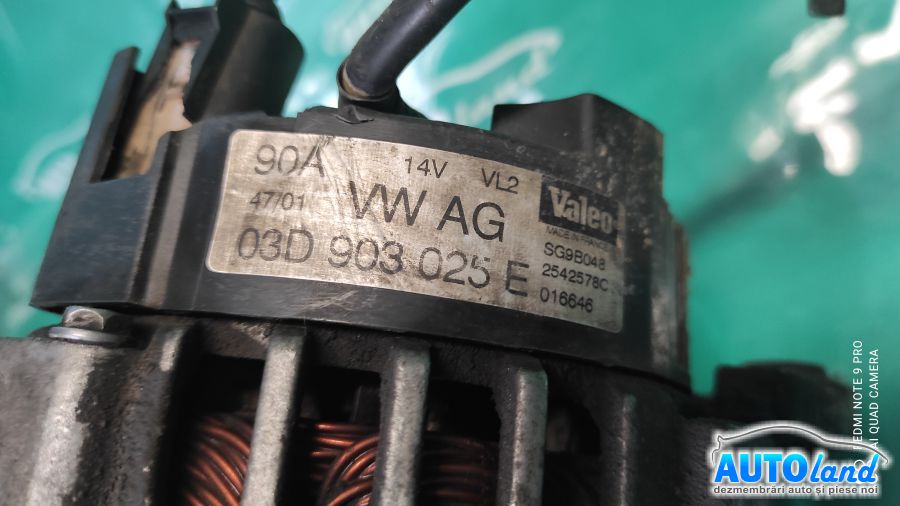 90A 14V VL2
47/01 VW AG Valeo
MADE IN FRANCE
03D 903 025 E SG9B048
2542578C
016646
REDMI NOTE 9 PRO
AI QUAD CAMERA
AUTOland
dezmembrări auto și piese noi